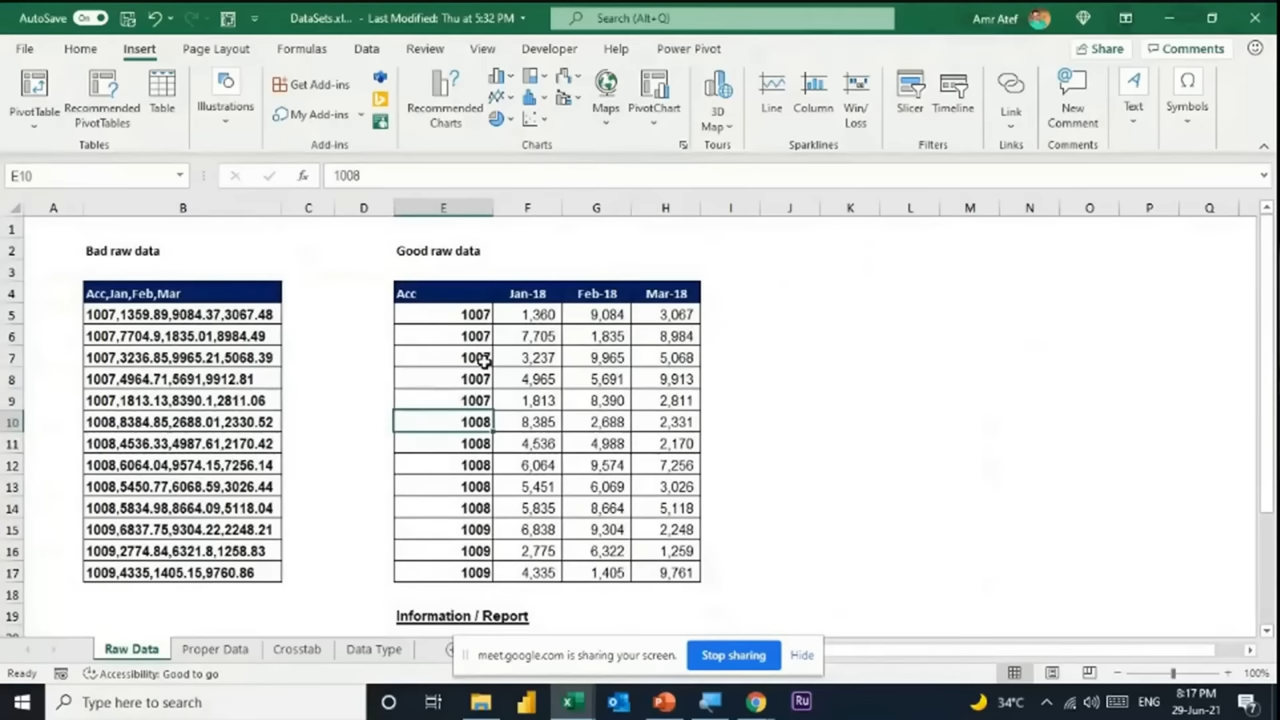 AutoSave On DataSets.xl... - Last Modified: Thu at 5:32 PM Search (Alt+Q) Amr Atef
File Home Insert Page Layout Formulas Data Review View Developer Help Power Pivot Share Comments
PivotTable Recommended PivotTables Table Illustrations Get Add-ins My Add-ins Recommended Charts Maps PivotChart 3D Map Line Column Win/Loss Slicer Timeline Link New Comment Text Symbols
Tables Add-ins Charts Tours Sparklines Filters Links Comments
E10 fx 1008
A B C D E F G H I J K L M N O P Q
1
2 Bad raw data Good raw data
3
4 Acc,Jan,Feb,Mar Acc Jan-18 Feb-18 Mar-18
5 1007,1359.89,9084.37,3067.48 1007 1,360 9,084 3,067
6 1007,7704.9,1835.01,8984.49 1007 7,705 1,835 8,984
7 1007,3236.85,9965.21,5068.39 1007 3,237 9,965 5,068
8 1007,4964.71,5691,9912.81 1007 4,965 5,691 9,913
9 1007,1813.13,8390.1,2811.06 1007 1,813 8,390 2,811
10 1008,8384.85,2688.01,2330.52 1008 8,385 2,688 2,331
11 1008,4536.33,4987.61,2170.42 1008 4,536 4,988 2,170
12 1008,6064.04,9574.15,7256.14 1008 6,064 9,574 7,256
13 1008,5450.77,6068.59,3026.44 1008 5,451 6,069 3,026
14 1008,5834.98,8664.09,5118.04 1008 5,835 8,664 5,118
15 1009,6837.75,9304.22,2248.21 1009 6,838 9,304 2,248
16 1009,2774.84,6321.8,1258.83 1009 2,775 6,322 1,259
17 1009,4335,1405.15,9760.86 1009 4,335 1,405 9,761
18
19 Information / Report
Raw Data Proper Data Crosstab Data Type meet.google.com is sharing your screen. Stop sharing Hide
Ready Accessibility: Good to go 100%
Type here to search Ru 34°C ENG 8:17 PM
29-Jun-21 7